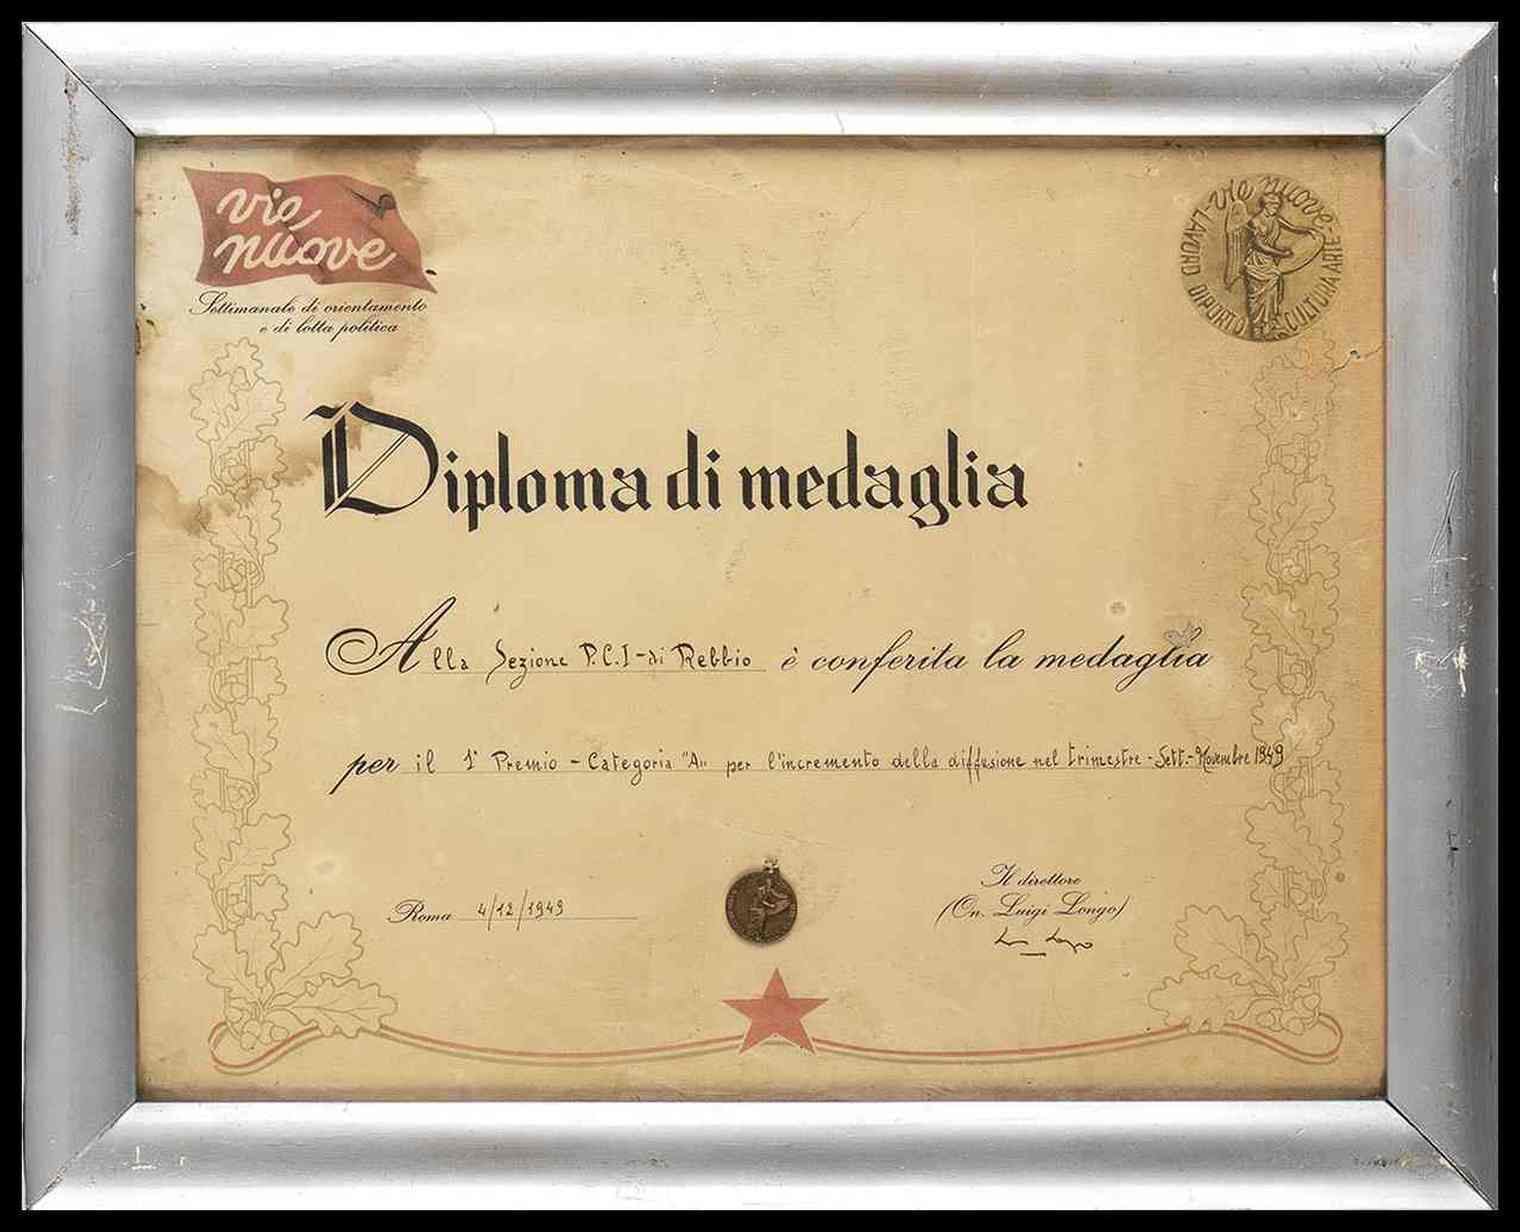 vie
nuove
Settimanale di orientamento
e di lotta politica
vie nuove - LAVORO DIPORTO CULTURA ARTE -
Diploma di medaglia
Alla Sezione P.C.I - di Rebbio è conferita la medaglia
per il 1° Premio - Categoria "A" per l'incremento della diffusione nel trimestre - Sett. - Novembre 1949
Roma 4/12/1949
Il direttore
(On. Luigi Longo)